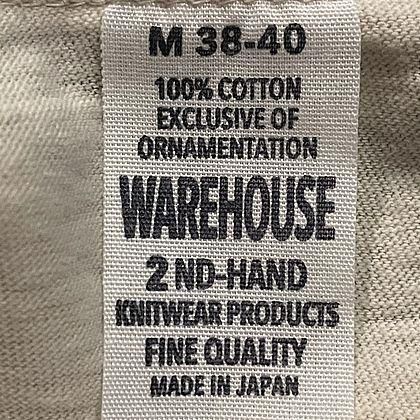 M 38-40
100% COTTON
EXCLUSIVE OF
ORNAMENTATION
WAREHOUSE
2 ND-HAND
KNITWEAR PRODUCTS
FINE QUALITY
MADE IN JAPAN